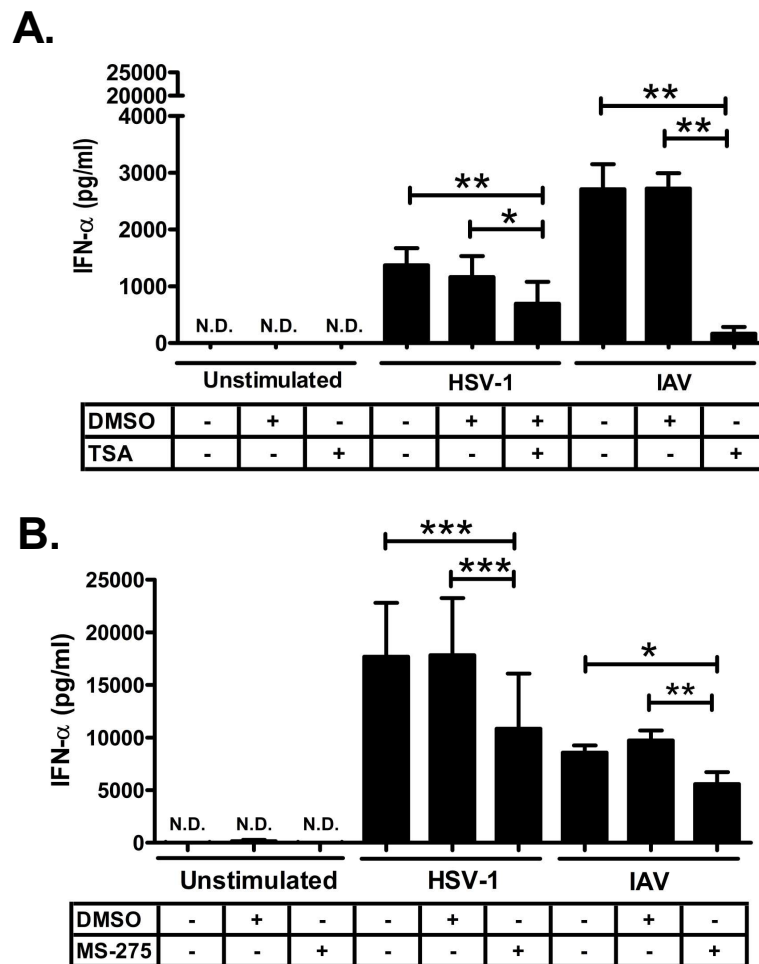 A.
25000
20000
4000
3000
2000
1000
0
IFN-α (pg/ml)
** 
**
**
*
N.D. N.D. N.D.
Unstimulated HSV-1 IAV
DMSO - + - - + + - + -
TSA - - + - - + - - +
B.
25000
20000
15000
10000
5000
0
IFN-α (pg/ml)
***
***
*
**
N.D. N.D. N.D.
Unstimulated HSV-1 IAV
DMSO - + - - + - - + -
MS-275 - - + - - + - - +